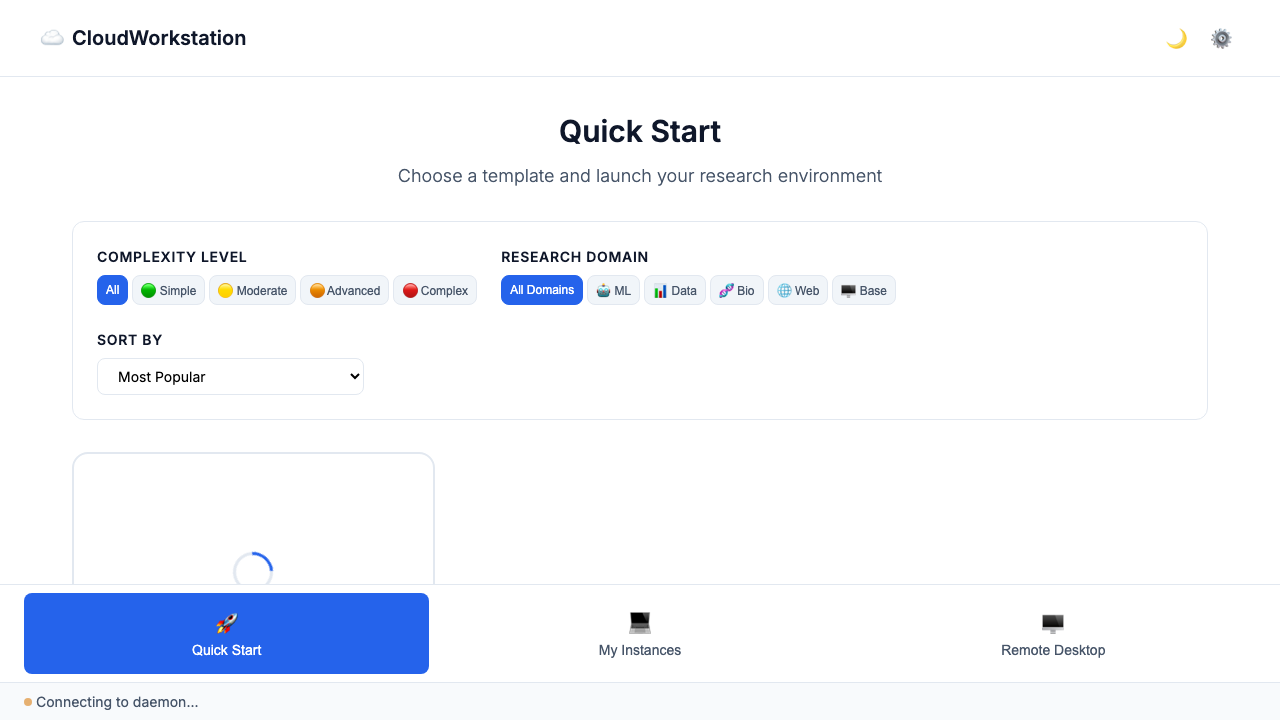 CloudWorkstation
Quick Start
Choose a template and launch your research environment
COMPLEXITY LEVEL
All Simple Moderate Advanced Complex
RESEARCH DOMAIN
All Domains ML Data Bio Web Base
SORT BY
Most Popular
Quick Start
My Instances
Remote Desktop
Connecting to daemon...